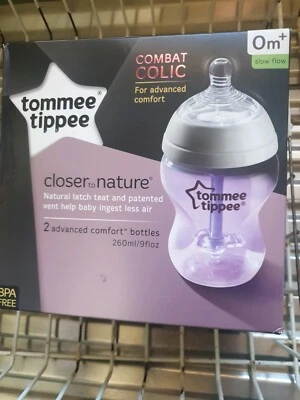 COMBAT
COLIC
For advanced
comfort
0m+
slow flow
tommee
tippee
closer to nature®
Natural latch teat and patented
vent help baby ingest less air
2 advanced comfort™ bottles
260ml/9floz
tommee
tippee
BPA
FREE